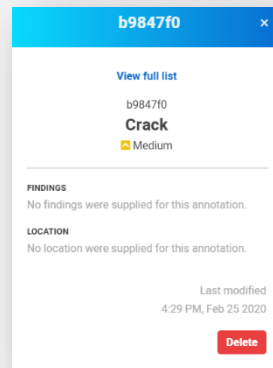 b9847f0 ×
View full list
b9847f0
Crack
Medium
FINDINGS
No findings were supplied for this annotation.
LOCATION
No location were supplied for this annotation.
Last modified
4:29 PM, Feb 25 2020
Delete